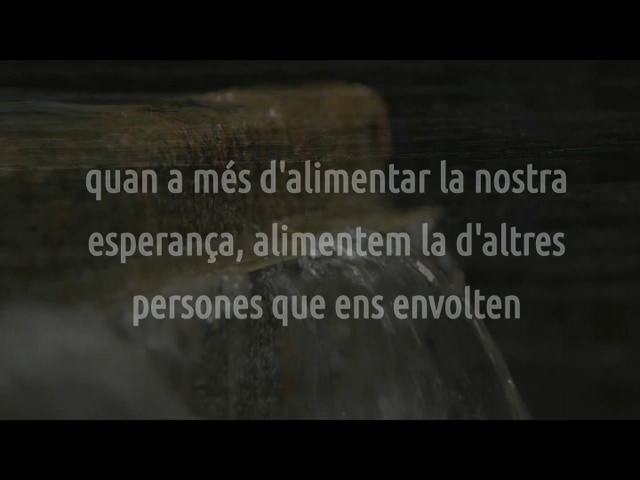 quan a més d'alimentar la nostra
esperança, alimentem la d'altres
persones que ens envolten